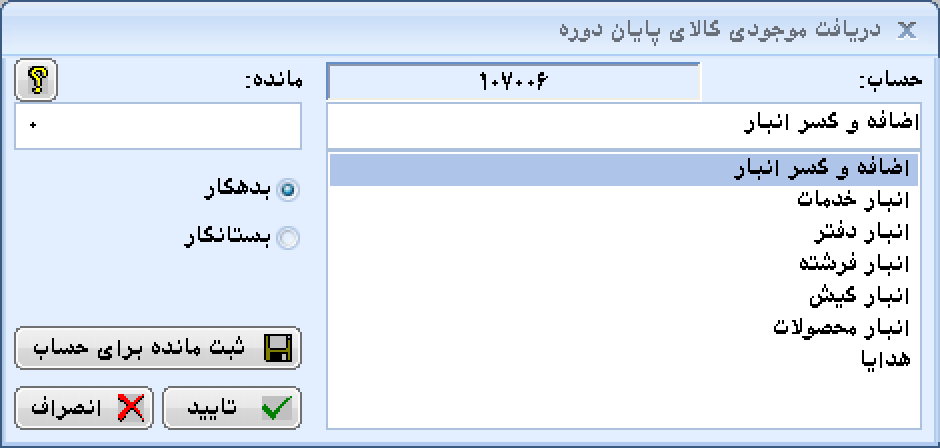 دریافت موجودی کالای پایان دوره
حساب:
۱۰۷۰۰۶
مانده:
اضافه و کسر انبار
۰
اضافه و کسر انبار
انبار خدمات
انبار دفتر
انبار فرشته
انبار کیش
انبار محصولات
هدایا
بدهکار
بستانکار
ثبت مانده برای حساب
تایید
انصراف